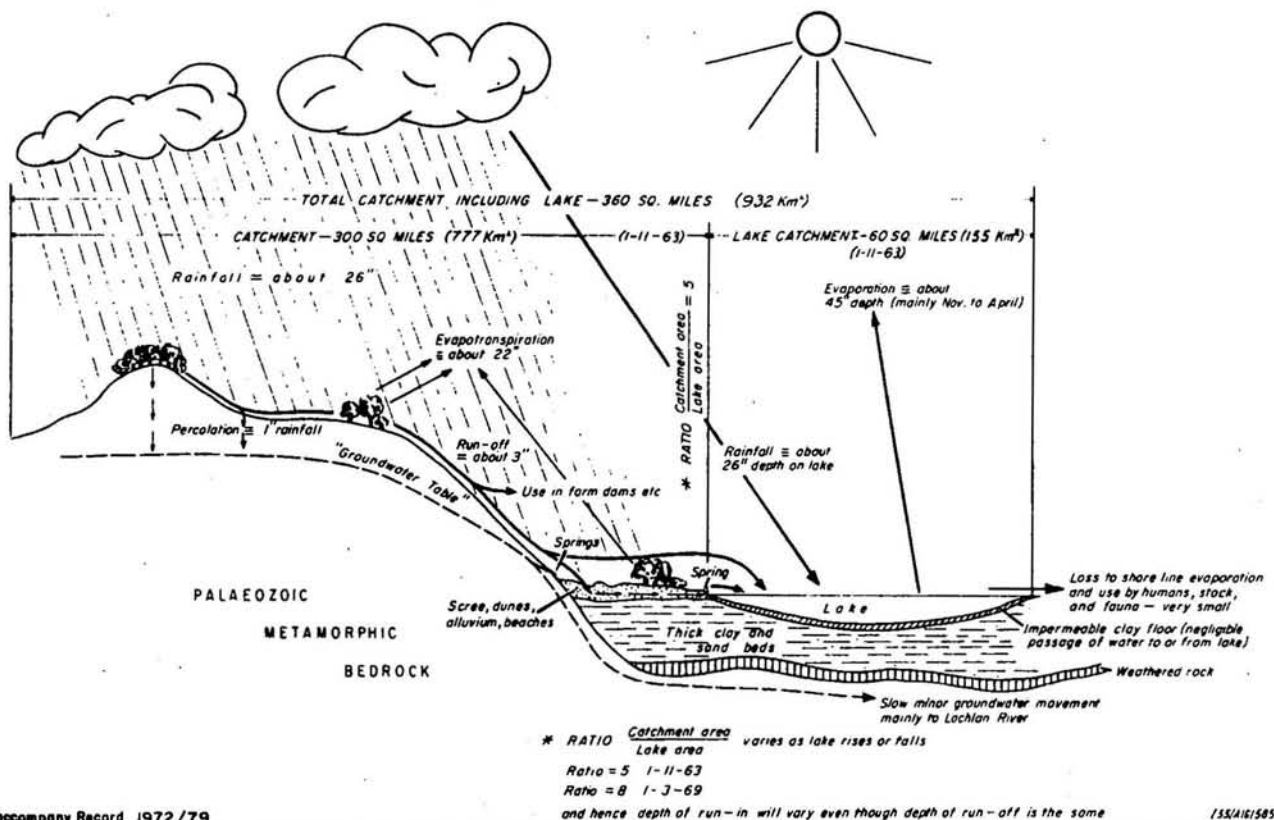 TOTAL CATCHMENT INCLUDING LAKE — 360 SQ. MILES (932 Km²)
CATCHMENT — 300 SQ MILES (777 Km²) (1-11-63)
LAKE CATCHMENT — 60 SQ. MILES (155 Km²)
(1-11-63)
Rainfall ≅ about 26"
Evaporation ≅ about
45" depth (mainly Nov. to April)
* RATIO Catchment area / Lake area = 5
Evapotranspiration
≅ about 22"
Percolation ≅ 1" rainfall
Run-off
≅ about 3"
"Groundwater Table"
Rainfall ≅ about
26" depth on lake
Use in farm dams etc
Springs
Spring
Lake
Loss to shore line evaporation
and use by humans, stock,
and fauna — very small
Scree, dunes,
alluvium, beaches
Thick clay and
sand beds
Impermeable clay floor (negligible
passage of water to or from lake)
PALAEOZOIC
METAMORPHIC
BEDROCK
Weathered rock
Slow minor groundwater movement
mainly to Lachlan River
* RATIO Catchment area / Lake area varies as lake rises or falls
Ratio = 5 1-11-63
Ratio = 8 1-3-69
and hence depth of run-in will vary even though depth of run-off is the same
accompany Record 1972/79